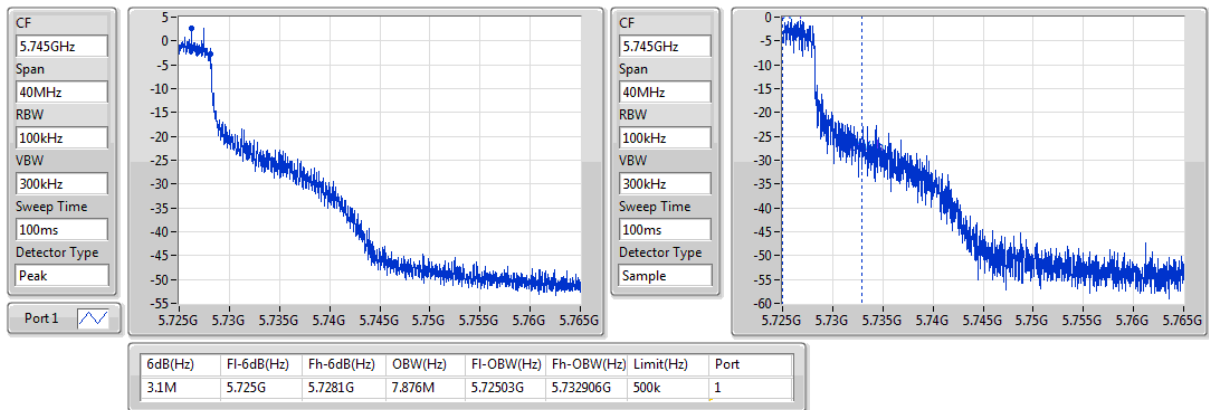 CF
5.745GHz
Span
40MHz
RBW
100kHz
VBW
300kHz
Sweep Time
100ms
Detector Type
Peak
Port 1
5
0
-5
-10
-15
-20
-25
-30
-35
-40
-45
-50
-55
5.725G 5.73G 5.735G 5.74G 5.745G 5.75G 5.755G 5.76G 5.765G
CF
5.745GHz
Span
40MHz
RBW
100kHz
VBW
300kHz
Sweep Time
100ms
Detector Type
Sample
0
-5
-10
-15
-20
-25
-30
-35
-40
-45
-50
-55
-60
5.725G 5.73G 5.735G 5.74G 5.745G 5.75G 5.755G 5.76G 5.765G
6dB(Hz) Fl-6dB(Hz) Fh-6dB(Hz) OBW(Hz) Fl-OBW(Hz) Fh-OBW(Hz) Limit(Hz) Port
3.1M 5.725G 5.7281G 7.876M 5.72503G 5.732906G 500k 1